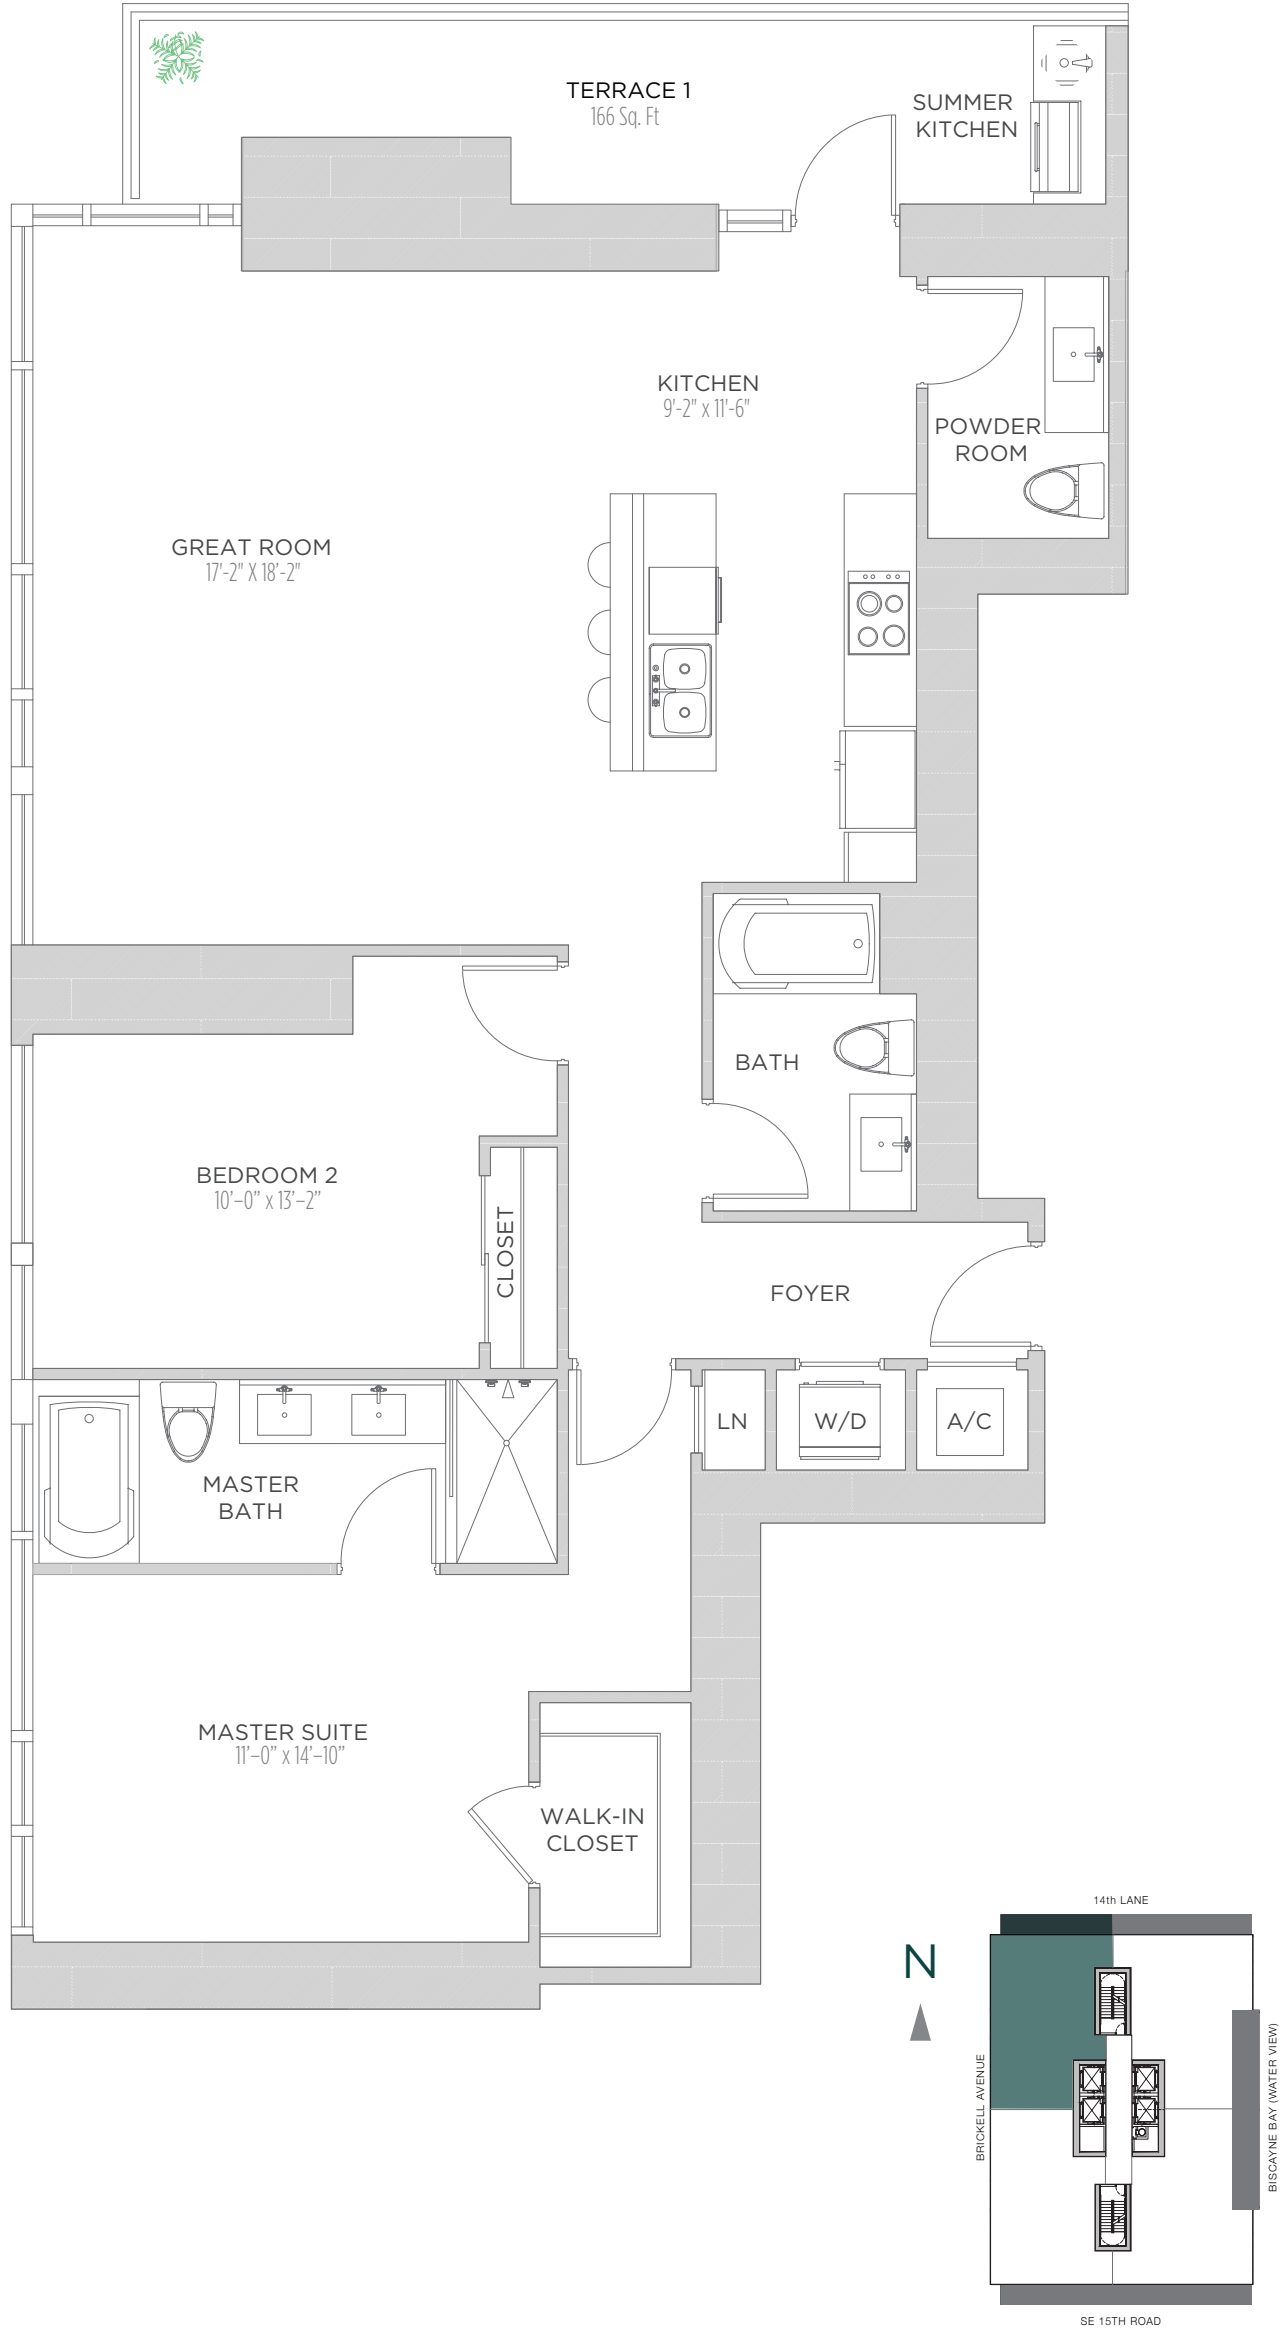 TERRACE 1
166 Sq. Ft
SUMMER
KITCHEN
KITCHEN
9'-2" x 11'-6"
POWDER
ROOM
GREAT ROOM
17'-2" X 18'-2"
BATH
BEDROOM 2
10'–0" x 13'–2"
CLOSET
FOYER
LN
W/D
A/C
MASTER
BATH
MASTER SUITE
11'–0" x 14'–10"
WALK-IN
CLOSET
14th LANE
N
BRICKELL AVENUE
BISCAYNE BAY (WATER VIEW)
SE 15TH ROAD